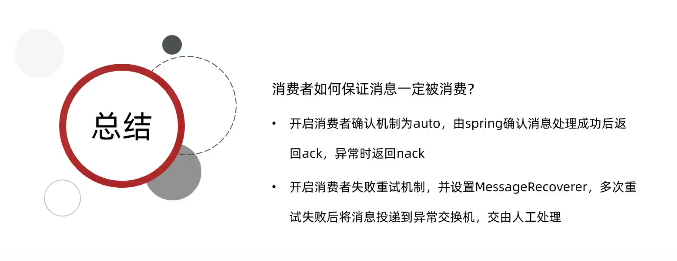 总结
消费者如何保证消息一定被消费？
• 开启消费者确认机制为auto，由spring确认消息处理成功后返
回ack，异常时返回nack
• 开启消费者失败重试机制，并设置MessageRecoverer，多次重
试失败后将消息投递到异常交换机，交由人工处理